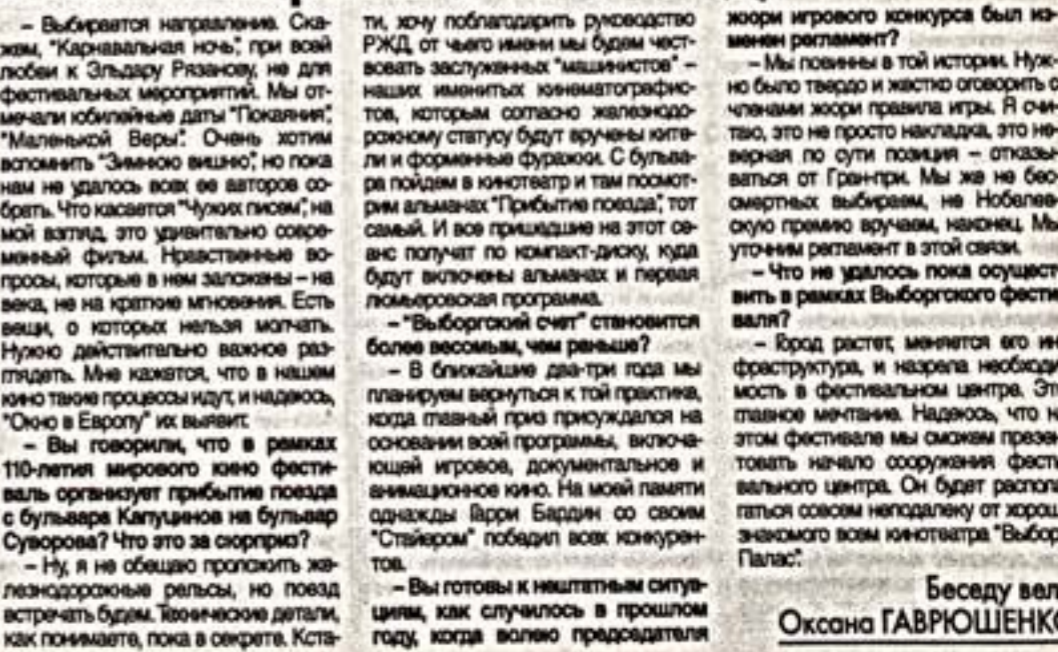 – Выбирается направление. Ска-
жем, "Карнавальная ночь", при всей
любви к Эльдару Рязанову, не для
фестивальных мероприятий. Мы от-
мечали юбилейные даты "Покаяния",
"Маленькой Веры". Очень хотим
вспомнить "Зимнюю вишню", но пока
нам не удалось всех ее авторов со-
брать. Что касается "Чужих писем", на
мой взгляд, это удивительно совре-
менный фильм. Нравственные во-
просы, которые в нем заложены – на
века, не на краткие мгновения. Есть
вещи, о которых нельзя молчать.
Нужно действительно важное раз-
глядеть. Мне кажется, что в нашем
кино такие процессы идут, и надеюсь,
"Окно в Европу" их выявит.
– Вы говорили, что в рамках
110-летия мирового кино фести-
валь организует прибытие поезда
с бульвара Капуцинов на бульвар
Суворова? Что это за сюрприз?
– Ну, я не обещаю проложить же-
лезнодорожные рельсы, но поезд
встречать будем. Технические детали,
как понимаете, пока в секрете. Кста-
ти, хочу поблагодарить руководство
РЖД, от чьего имени мы будем чест-
вовать заслуженных "машинистов" –
наших именитых кинематографис-
тов, которым согласно железнодо-
рожному статусу будут вручены ките-
ли и форменные фуражки. С бульва-
ра пойдем в кинотеатр и там посмот-
рим альманах "Прибытие поезда", тот
самый. И все пришедшие на этот се-
анс получат по компакт-диску, куда
будут включены альманах и первая
люмьеровская программа.
– "Выборгский счет" становится
более весомым, чем раньше?
– В ближайшие два-три года мы
планируем вернуться к той практике,
когда главный приз присуждался на
основании всей программы, включа-
ющей игровое, документальное и
анимационное кино. На моей памяти
однажды Гарри Бардин со своим
"Стайером" победил всех конкурен-
тов.
– Вы готовы к нештатным ситуа-
циям, как случилось в прошлом
году, когда волею председателя
жюри игрового конкурса был из-
менен регламент?
– Мы повинны в той истории. Нуж-
но было твердо и жестко оговорить с
членами жюри правила игры. Я счи-
таю, это не просто накладка, это не-
верная по сути позиция – отказы-
ваться от Гран-при. Мы же не бес-
смертных выбираем, не Нобелев-
скую премию вручаем, наконец. Мы
уточним регламент в этой связи.
– Что не удалось пока осущест-
вить в рамках Выборгского фести-
валя?
– Город растет, меняется его ин-
фраструктура, и назрела необходи-
мость в фестивальном центре. Это
главное мечтание. Надеюсь, что н
этом фестивале мы сможем презен
товать начало сооружения фести
вального центра. Он будет распола
гаться совсем неподалеку от хорош
знакомого всем кинотеатра "Выбор
Палас".
Беседу вел
Оксана ГАВРЮШЕНКО